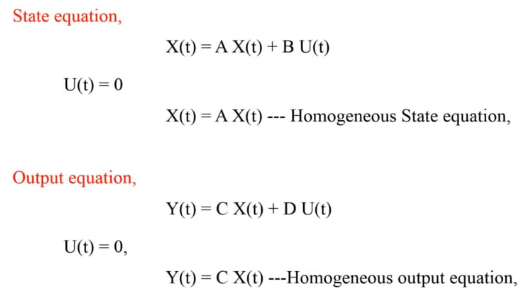 State equation,
X(t) = A X(t) + B U(t)
U(t) = 0
X(t) = A X(t) --- Homogeneous State equation,
Output equation,
Y(t) = C X(t) + D U(t)
U(t) = 0,
Y(t) = C X(t) ---Homogeneous output equation,